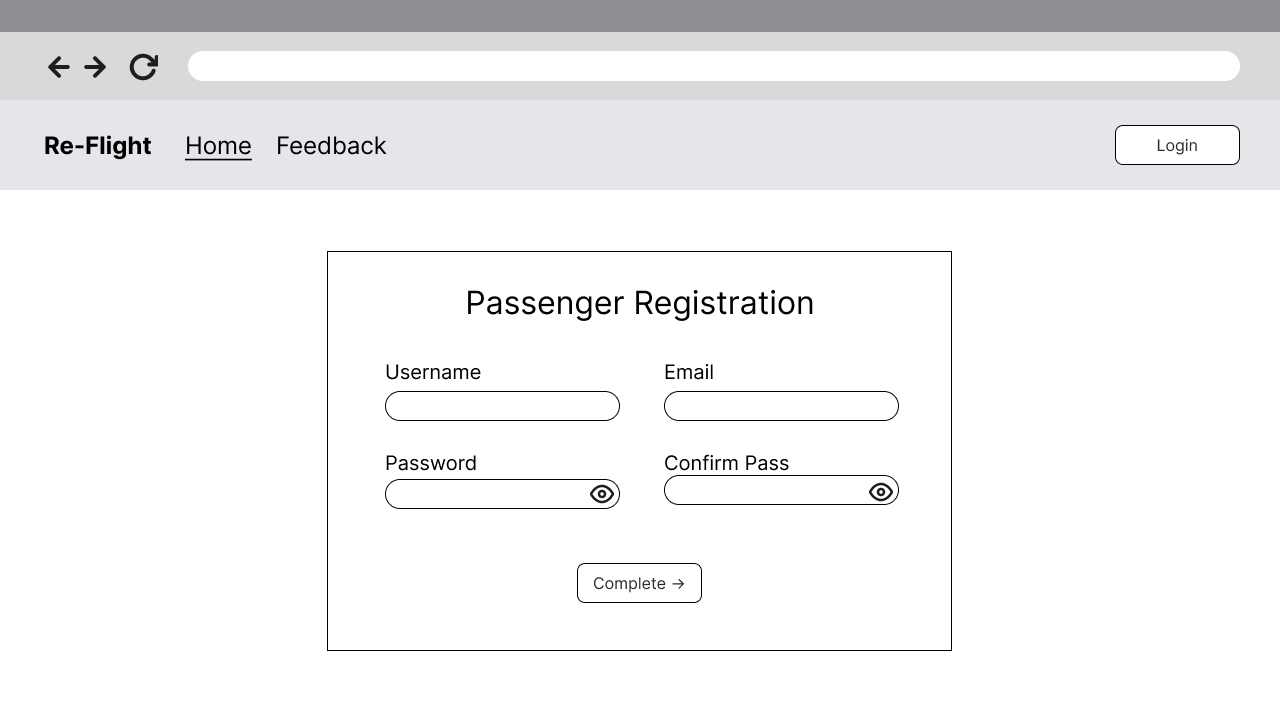 Re-Flight Home Feedback Login
Passenger Registration
Username Email
Password Confirm Pass
Complete →